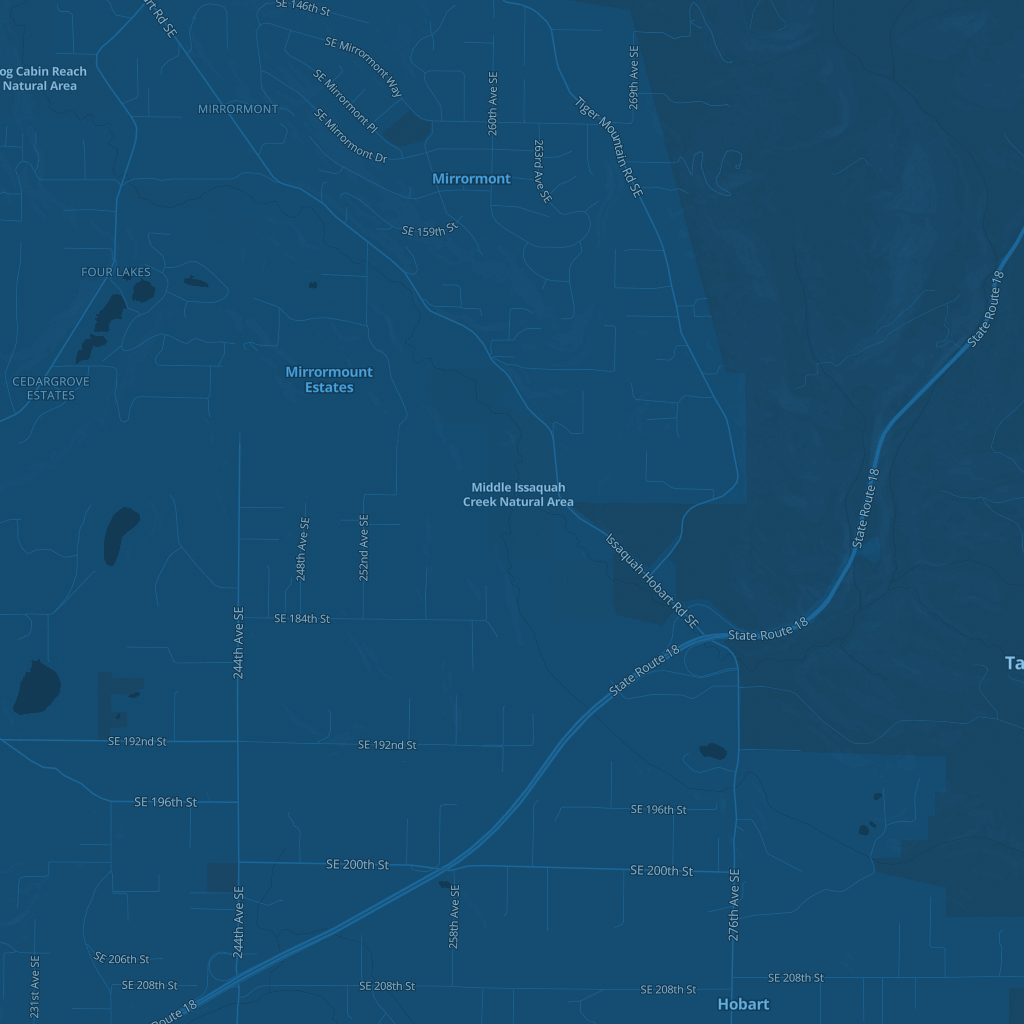 SE 146th St
rt Rd SE
SE Mirrormont Way
269th Ave SE
og Cabin Reach
Natural Area
260th Ave SE
SE Mirrormont Pl
Tiger Mountain Rd SE
MIRRORMONT
SE Mirrormont Dr
263rd Ave SE
Mirrormont
SE 159th St
FOUR LAKES
State Route 18
Mirrormount
Estates
CEDARGROVE
ESTATES
Middle Issaquah
Creek Natural Area
State Route 18
248th Ave SE
252nd Ave SE
Issaquah Hobart Rd SE
SE 184th St
244th Ave SE
State Route 18
State Route 18
Ta
SE 192nd St
SE 192nd St
SE 196th St
SE 196th St
SE 200th St
SE 200th St
244th Ave SE
258th Ave SE
276th Ave SE
SE 206th St
231st Ave SE
SE 208th St
SE 208th St
SE 208th St
SE 208th St
Hobart
Route 18